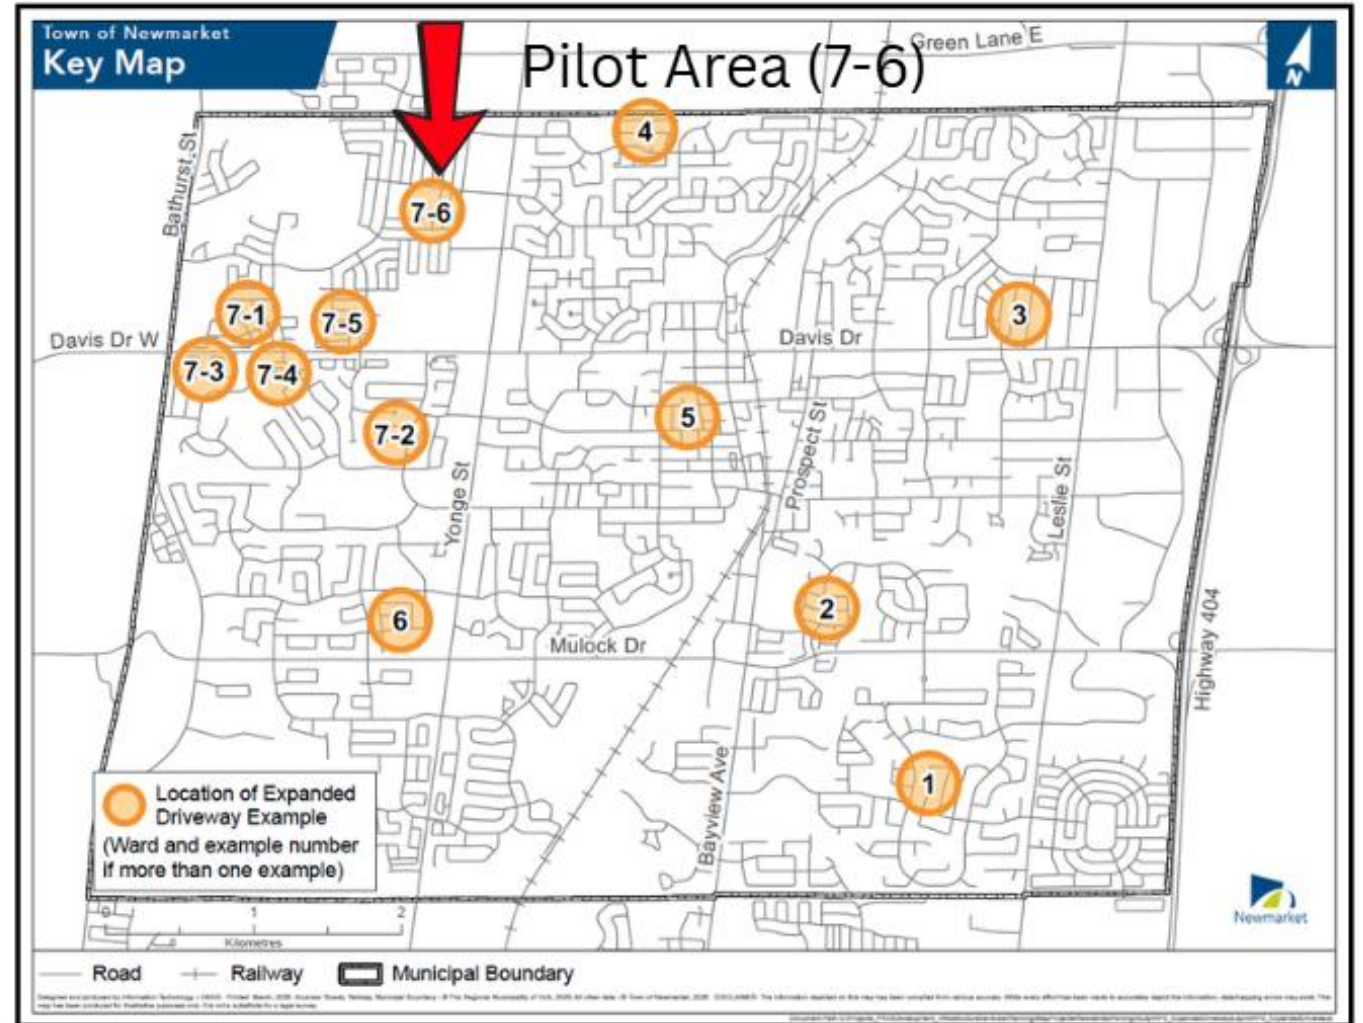 Town of Newmarket
Key Map
Pilot Area (7-6)
Green Lane E
Bathurst St
4
7-6
7-1
7-5
3
Davis Dr W
Davis Dr
7-3
7-4
7-2
5
Prospect St
Yonge St
Leslie St
6
2
Mulock Dr
Highway 404
1
Bayview Ave
Location of Expanded
Driveway Example
(Ward and example number
if more than one example)
0 1 2
Kilometres
Newmarket
Road
Railway
Municipal Boundary
N